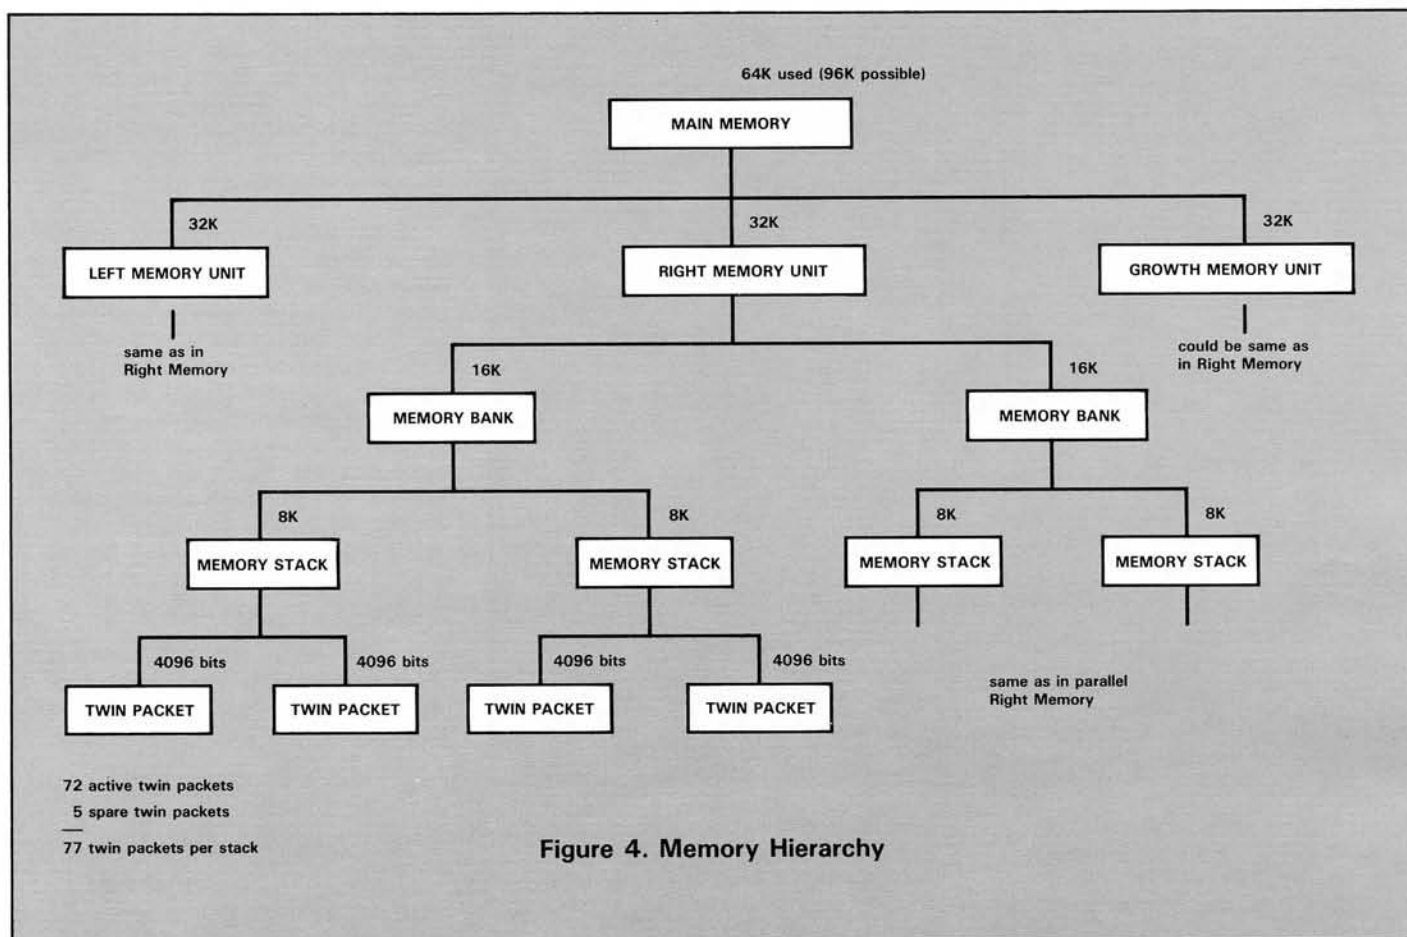 64K used (96K possible)
MAIN MEMORY
32K
32K
32K
LEFT MEMORY UNIT
RIGHT MEMORY UNIT
GROWTH MEMORY UNIT
same as in
Right Memory
could be same as
in Right Memory
16K
16K
MEMORY BANK
MEMORY BANK
8K
8K
8K
8K
MEMORY STACK
MEMORY STACK
MEMORY STACK
MEMORY STACK
4096 bits
4096 bits
4096 bits
4096 bits
TWIN PACKET
TWIN PACKET
TWIN PACKET
TWIN PACKET
same as in parallel
Right Memory
72 active twin packets
5 spare twin packets
77 twin packets per stack
Figure 4. Memory Hierarchy